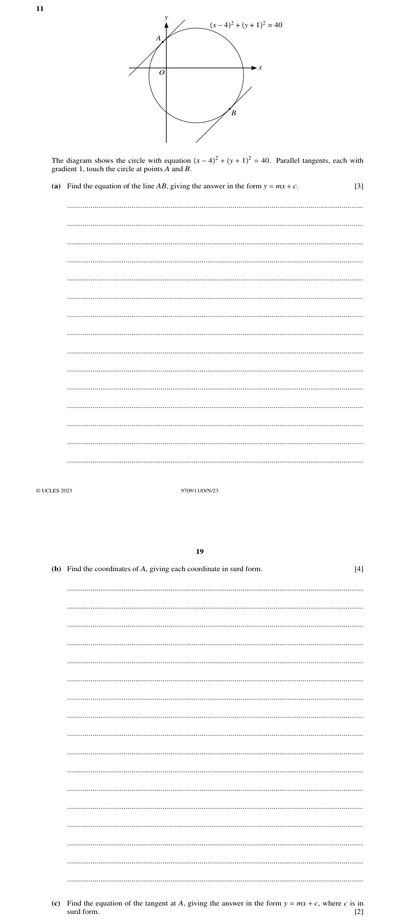 11
y
(x − 4)² + (y + 1)² = 40
A
O
x
B
The diagram shows the circle with equation (x − 4)² + (y + 1)² = 40. Parallel tangents, each with
gradient 1, touch the circle at points A and B.
(a) Find the equation of the line AB, giving the answer in the form y = mx + c. [3]
© UCLES 2023 9709/11/O/N/23
19
(b) Find the coordinates of A, giving each coordinate in surd form. [4]
(c) Find the equation of the tangent at A, giving the answer in the form y = mx + c, where c is in
surd form. [2]